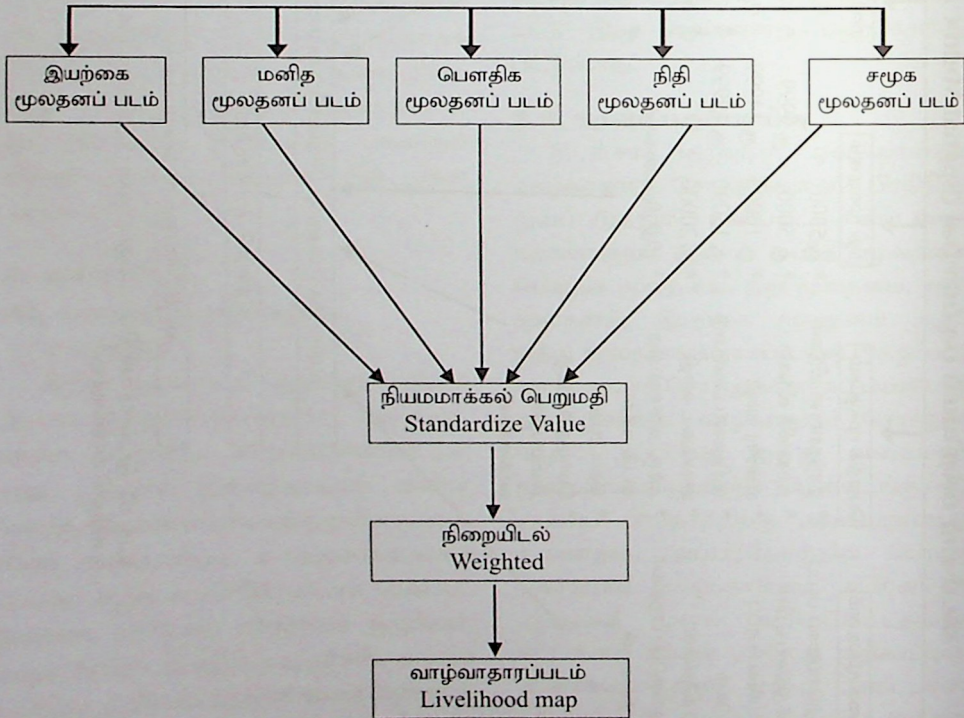 இயற்கை
மூலதனப் படம்
மனித
மூலதனப் படம்
பௌதிக
மூலதனப் படம்
நிதி
மூலதனப் படம்
சமூக
மூலதனப் படம்
நியமமாக்கல் பெறுமதி
Standardize Value
நிறையிடல்
Weighted
வாழ்வாதாரப்படம்
Livelihood map